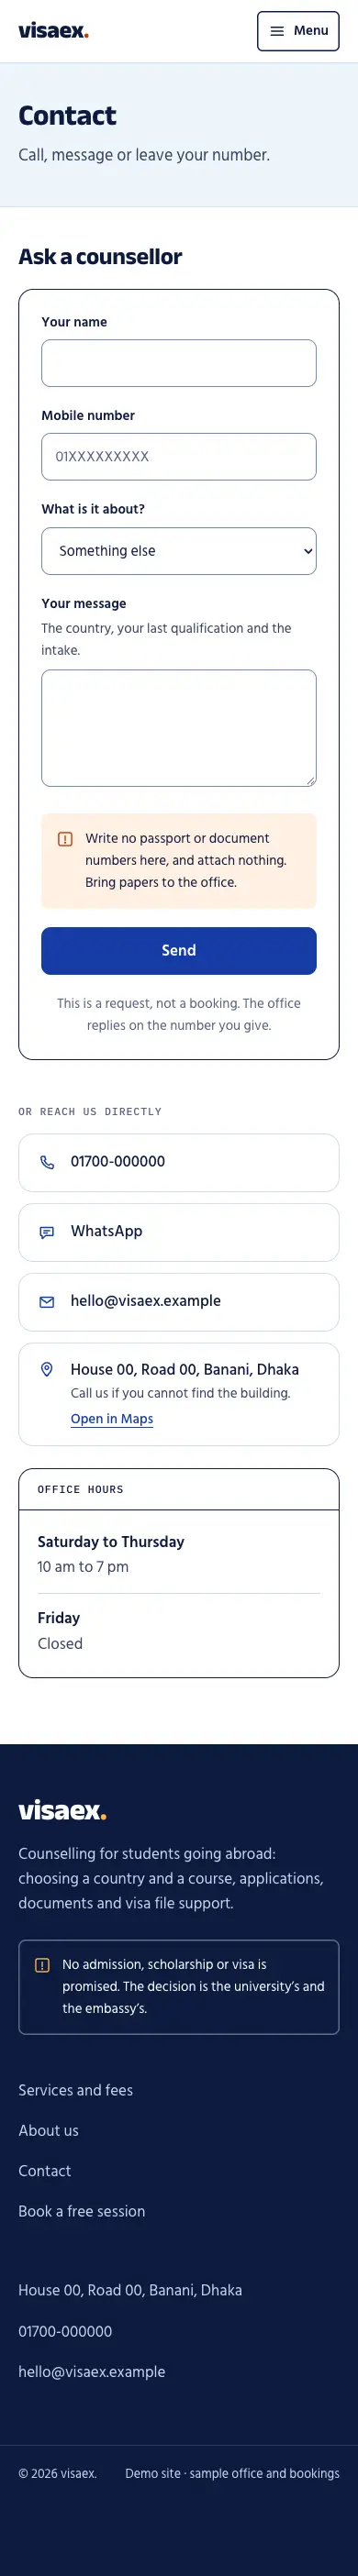 visaex.
Menu
Contact
Call, message or leave your number.
Ask a counsellor
Your name
Mobile number
01XXXXXXXXX
What is it about?
Something else
Your message
The country, your last qualification and the
intake.
Write no passport or document
numbers here, and attach nothing.
Bring papers to the office.
Send
This is a request, not a booking. The office
replies on the number you give.
OR REACH US DIRECTLY
01700-000000
WhatsApp
hello@visaex.example
House 00, Road 00, Banani, Dhaka
Call us if you cannot find the building.
Open in Maps
OFFICE HOURS
Saturday to Thursday
10 am to 7 pm
Friday
Closed
visaex.
Counselling for students going abroad:
choosing a country and a course, applications,
documents and visa file support.
No admission, scholarship or visa is
promised. The decision is the university’s and
the embassy’s.
Services and fees
About us
Contact
Book a free session
House 00, Road 00, Banani, Dhaka
01700-000000
hello@visaex.example
© 2026 visaex. Demo site · sample office and bookings